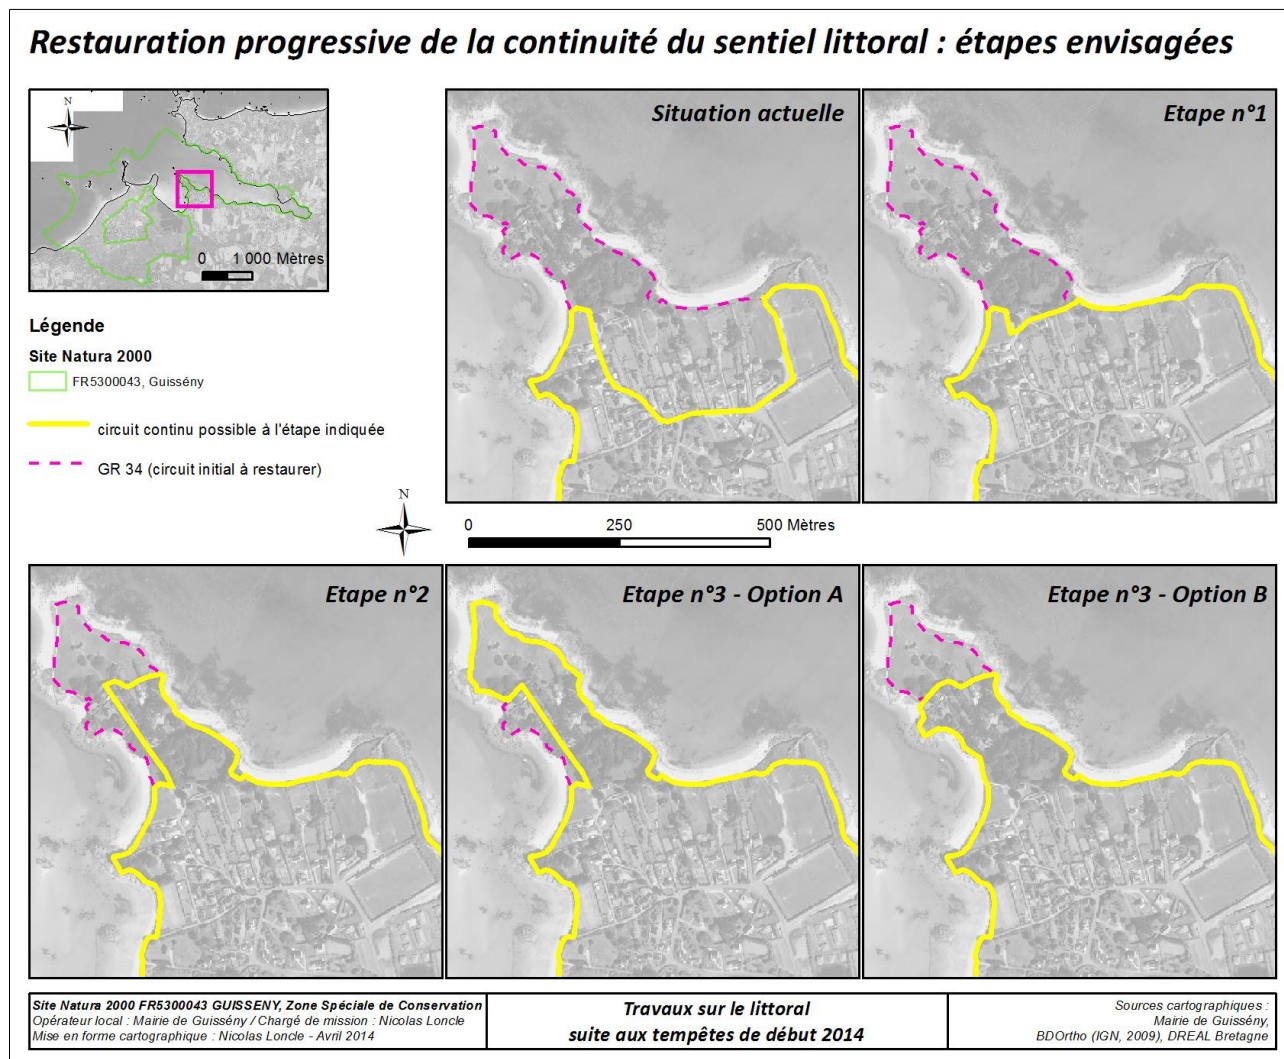 Restauration progressive de la continuité du sentiel littoral : étapes envisagées
N
0 1 000 Mètres
Situation actuelle
Etape n°1
Légende
Site Natura 2000
FR5300043, Guissény
circuit continu possible à l'étape indiquée
GR 34 (circuit initial à restaurer)
N
0 250 500 Mètres
Etape n°2
Etape n°3 - Option A
Etape n°3 - Option B
Site Natura 2000 FR5300043 GUISSENY, Zone Spéciale de Conservation
Opérateur local : Mairie de Guissény / Chargé de mission : Nicolas Loncle
Mise en forme cartographique : Nicolas Loncle - Avril 2014
Travaux sur le littoral
suite aux tempêtes de début 2014
Sources cartographiques :
Mairie de Guissény,
BDOrtho (IGN, 2009), DREAL Bretagne